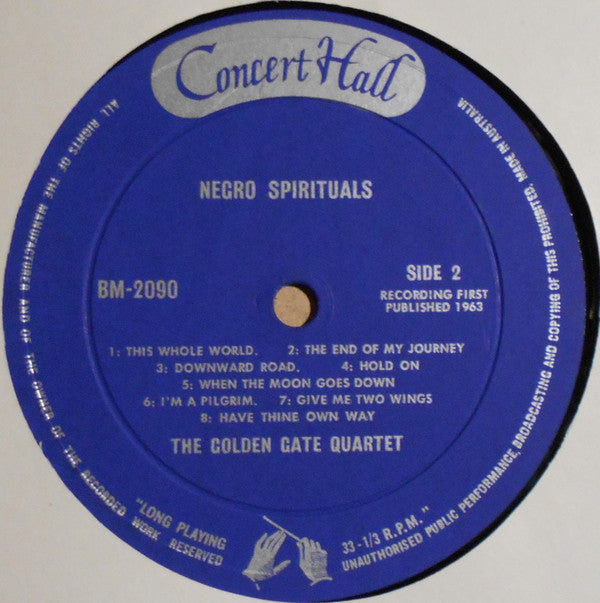 Concert Hall
NEGRO SPIRITUALS
BM-2090
SIDE 2
RECORDING FIRST
PUBLISHED 1963
1: THIS WHOLE WORLD. 2: THE END OF MY JOURNEY
3: DOWNWARD ROAD. 4: HOLD ON
5: WHEN THE MOON GOES DOWN
6: I'M A PILGRIM. 7: GIVE ME TWO WINGS
8: HAVE THINE OWN WAY
THE GOLDEN GATE QUARTET
"LONG PLAYING
33-1/3 R.P.M."
ALL RIGHTS OF THE MANUFACTURER AND OF THE OWNER OF THE RECORDED WORK RESERVED
UNAUTHORISED PUBLIC PERFORMANCE, BROADCASTING AND COPYING OF THIS PROHIBITED. MADE IN AUSTRALIA